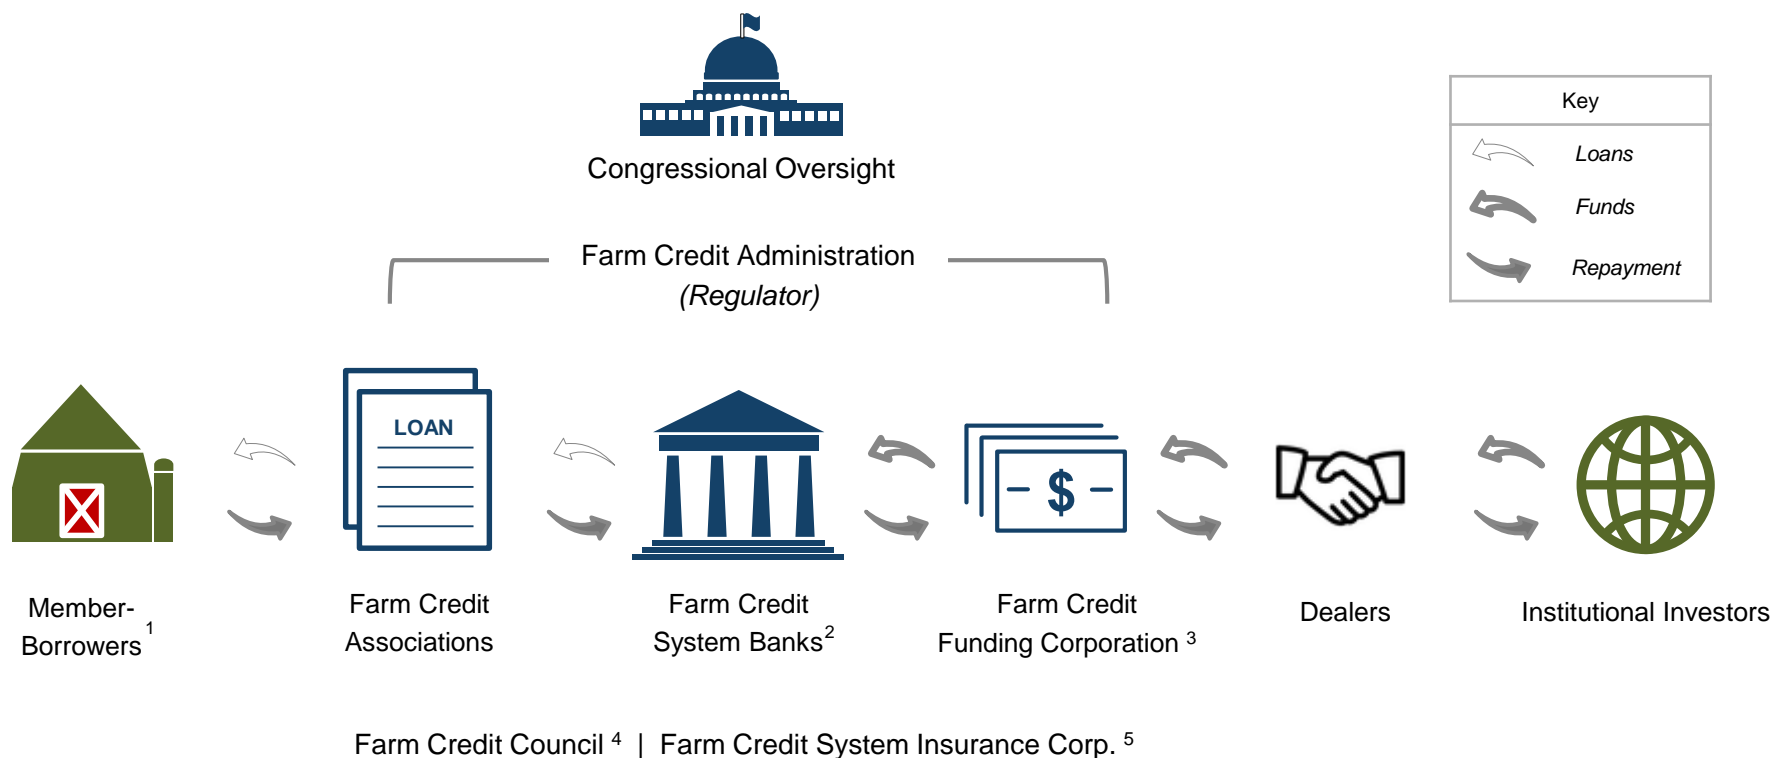 Congressional Oversight
Key
Loans
Funds
Repayment
Farm Credit Administration
(Regulator)
LOAN
$
Member-
Borrowers 1
Farm Credit
Associations
Farm Credit
System Banks2
Farm Credit
Funding Corporation 3
Dealers
Institutional Investors
Farm Credit Council 4 | Farm Credit System Insurance Corp. 5